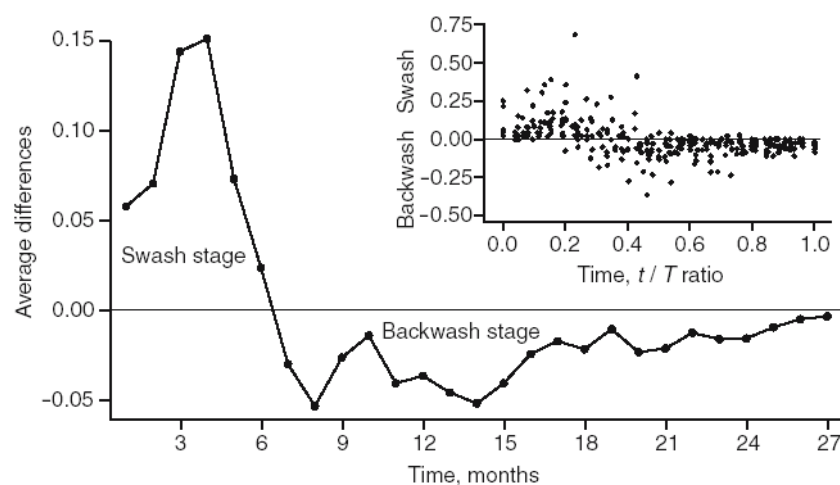 0.15
0.10
0.05
0.00
–0.05
Average differences
Swash stage
Backwash stage
3 6 9 12 15 18 21 24 27
Time, months
0.75
0.50
0.25
0.00
–0.25
–0.50
Backwash Swash
0.0 0.2 0.4 0.6 0.8 1.0
Time, t / T ratio